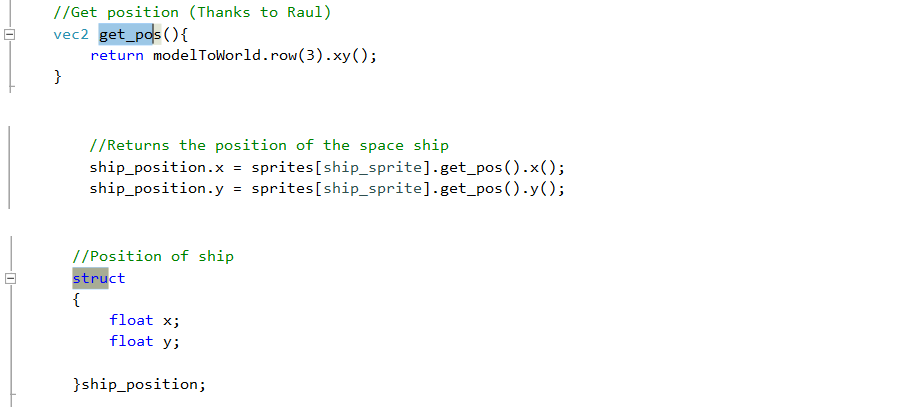 //Get position (Thanks to Raul)
vec2 get_pos(){
return modelToWorld.row(3).xy();
}
//Returns the position of the space ship
ship_position.x = sprites[ship_sprite].get_pos().x();
ship_position.y = sprites[ship_sprite].get_pos().y();
//Position of ship
struct
{
float x;
float y;
}ship_position;